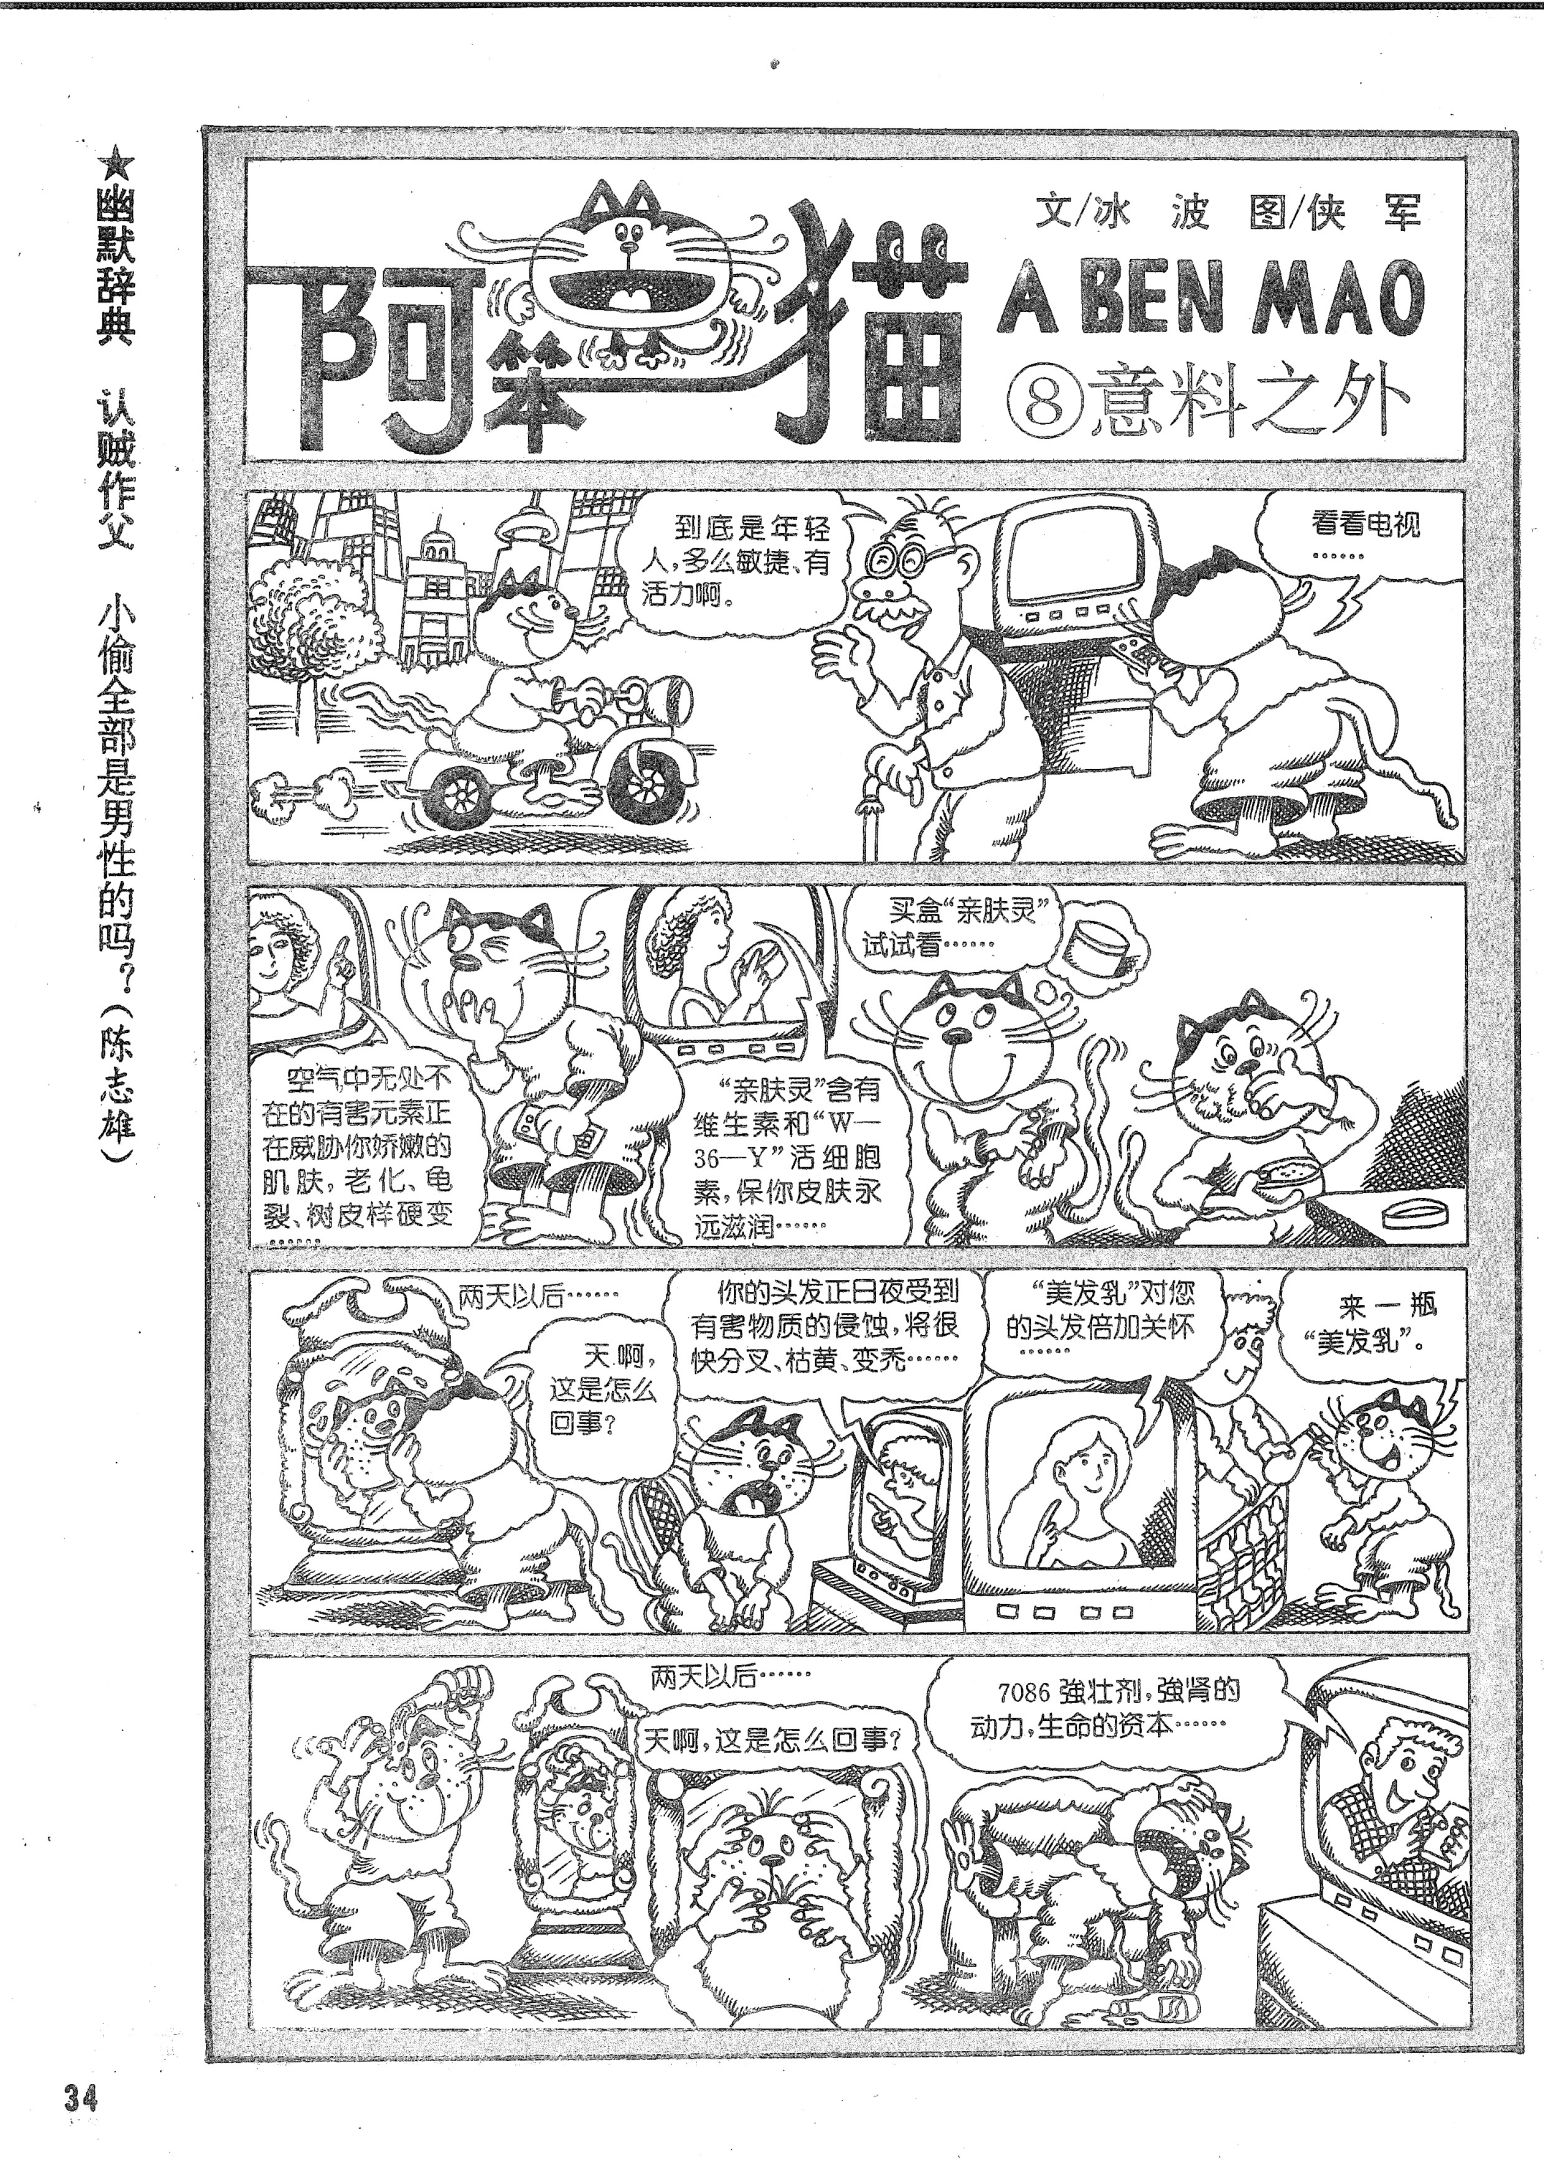 ★幽默辞典 认贼作父 小偷全部是男性的吗?(陈志雄)
阿笨猫
文/冰 波 图/侠 军
A BEN MAO
⑧意料之外
到底是年轻
人,多么敏捷、有
活力啊。
看看电视
……
空气中无处不
在的有害元素正
在威胁你娇嫩的
肌肤,老化、龟
裂、树皮样硬变
……
“亲肤灵”含有
维生素和“W—
36—Y”活细胞
素,保你皮肤永
远滋润……
买盒“亲肤灵”
试试看……
两天以后……
天啊,
这是怎么
回事?
你的头发正日夜受到
有害物质的侵蚀,将很
快分叉、枯黄、变秃……
“美发乳”对您
的头发倍加关怀
……
来一瓶
“美发乳”。
两天以后……
天啊,这是怎么回事?
7086強壮剂,強肾的
动力,生命的资本……
34